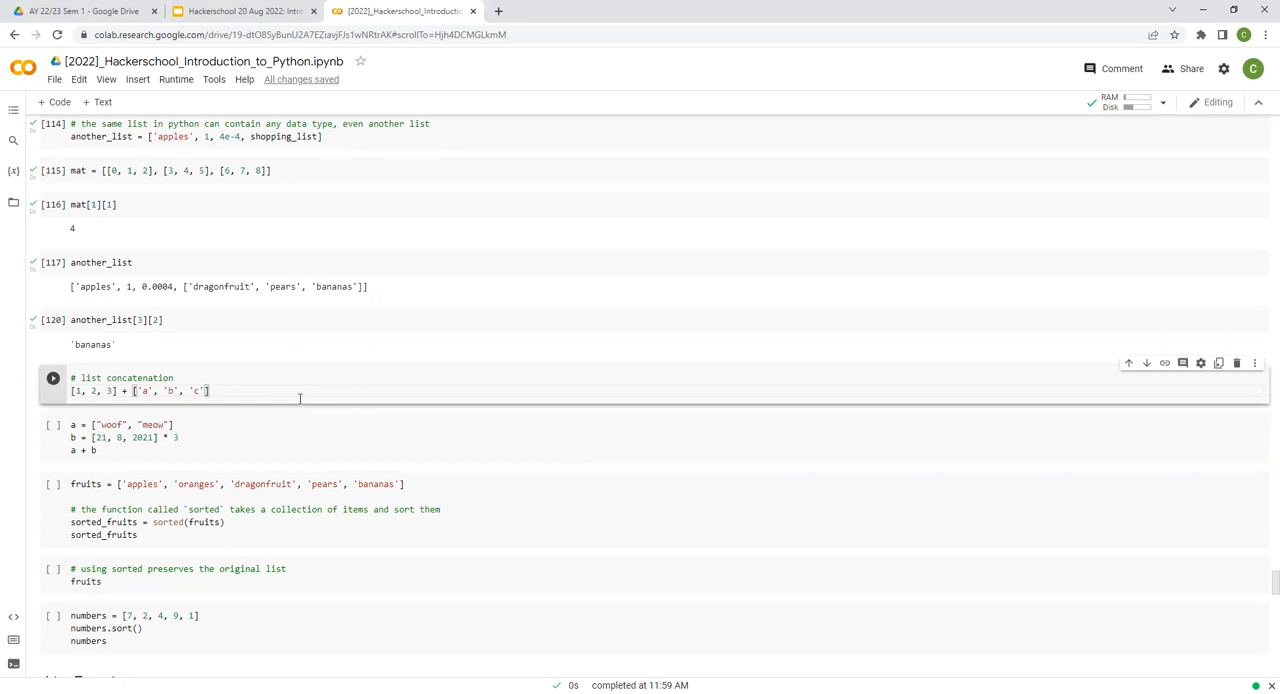 AY 22/23 Sem 1 - Google Drive
Hackerschool 20 Aug 2022: Intro
[2022]_Hackerschool_Introductio
colab.research.google.com/drive/19-dtO8SyBunU2A7EZiavjFJs1wNRtrAK#scrollTo=Hjh4DCMGLkmM
[2022]_Hackerschool_Introduction_to_Python.ipynb
File Edit View Insert Runtime Tools Help All changes saved
Comment Share C
+ Code + Text
RAM
Disk
Editing
[114] # the same list in python can contain any data type, even another list
another_list = ['apples', 1, 4e-4, shopping_list]
[115] mat = [[0, 1, 2], [3, 4, 5], [6, 7, 8]]
[116] mat[1][1]
4
[117] another_list
['apples', 1, 0.0004, ['dragonfruit', 'pears', 'bananas']]
[120] another_list[3][2]
'bananas'
# list concatenation
[1, 2, 3] + ['a', 'b', 'c']
[ ] a = ["woof", "meow"]
b = [21, 8, 2021] * 3
a + b
[ ] fruits = ['apples', 'oranges', 'dragonfruit', 'pears', 'bananas']
# the function called `sorted` takes a collection of items and sort them
sorted_fruits = sorted(fruits)
sorted_fruits
[ ] # using sorted preserves the original list
fruits
[ ] numbers = [7, 2, 4, 9, 1]
numbers.sort()
numbers
0s completed at 11:59 AM